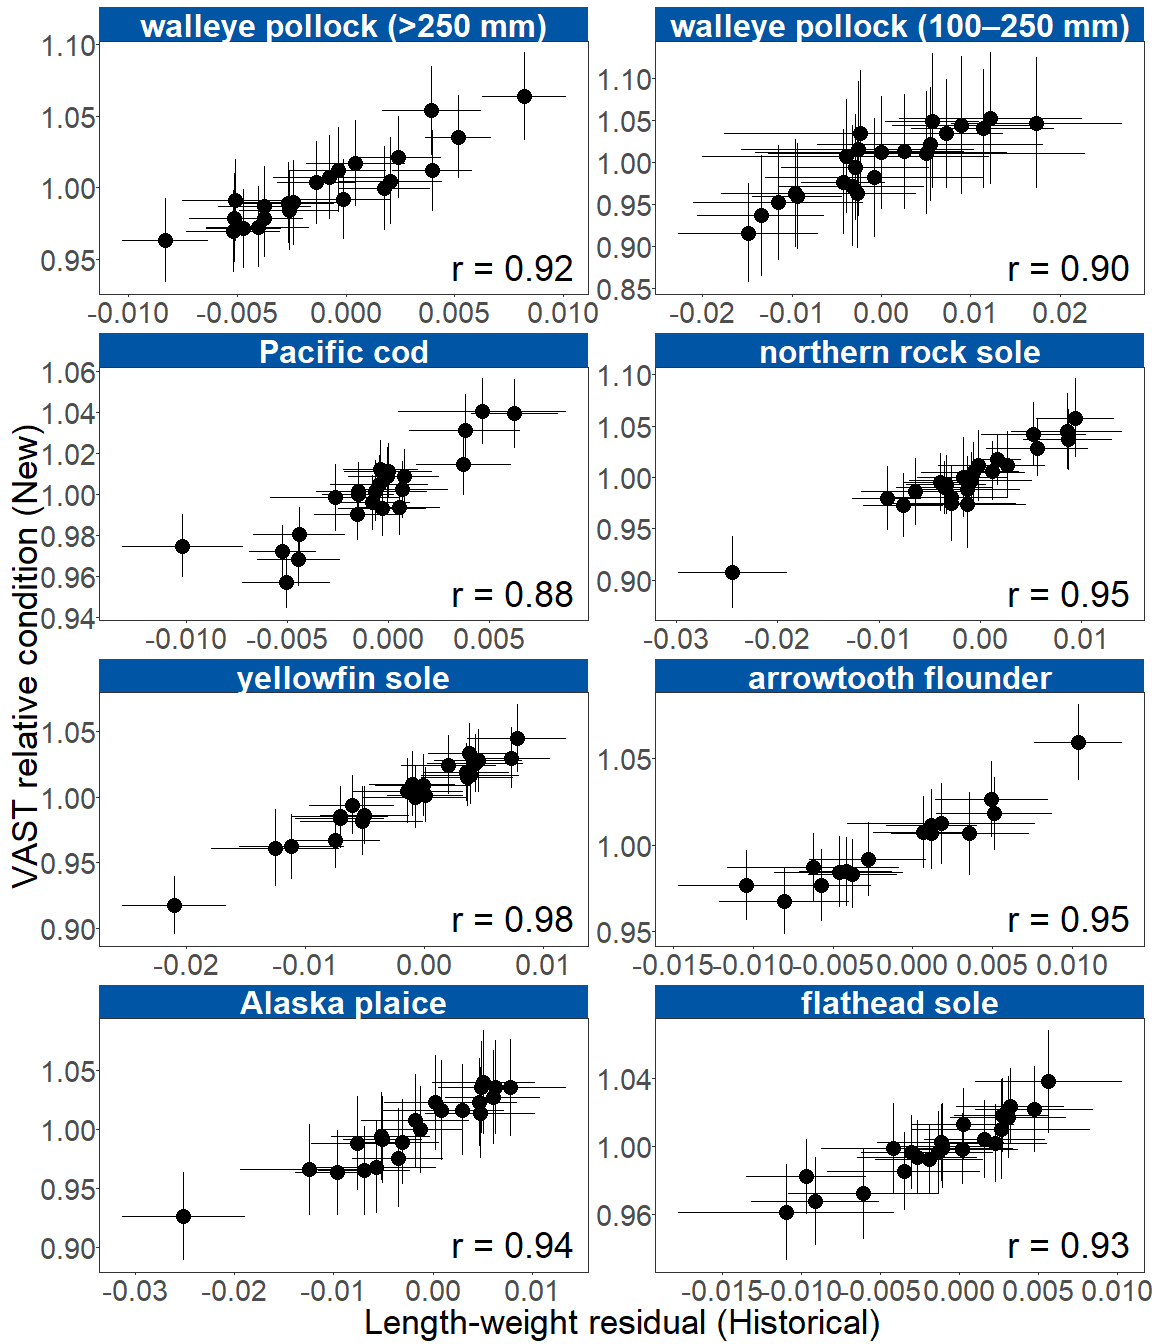 walleye pollock (>250 mm)
1.10
1.05
1.00
0.95
r = 0.92
-0.010 -0.005 0.000 0.005 0.010
walleye pollock (100–250 mm)
1.10
1.05
1.00
0.95
0.90
0.85
r = 0.90
-0.02 -0.01 0.00 0.01 0.02
Pacific cod
1.06
1.04
1.02
1.00
0.98
0.96
0.94
r = 0.88
-0.010 -0.005 0.000 0.005
northern rock sole
1.10
1.05
1.00
0.95
0.90
r = 0.95
-0.03 -0.02 -0.01 0.00 0.01
yellowfin sole
1.05
1.00
0.95
0.90
r = 0.98
-0.02 -0.01 0.00 0.01
arrowtooth flounder
1.05
1.00
0.95
r = 0.95
-0.015 -0.010 -0.005 0.000 0.005 0.010
Alaska plaice
1.05
1.00
0.95
0.90
r = 0.94
-0.03 -0.02 -0.01 0.00 0.01
flathead sole
1.04
1.00
0.96
r = 0.93
-0.015 -0.010 -0.005 0.000 0.005 0.010
VAST relative condition (New)
Length-weight residual (Historical)